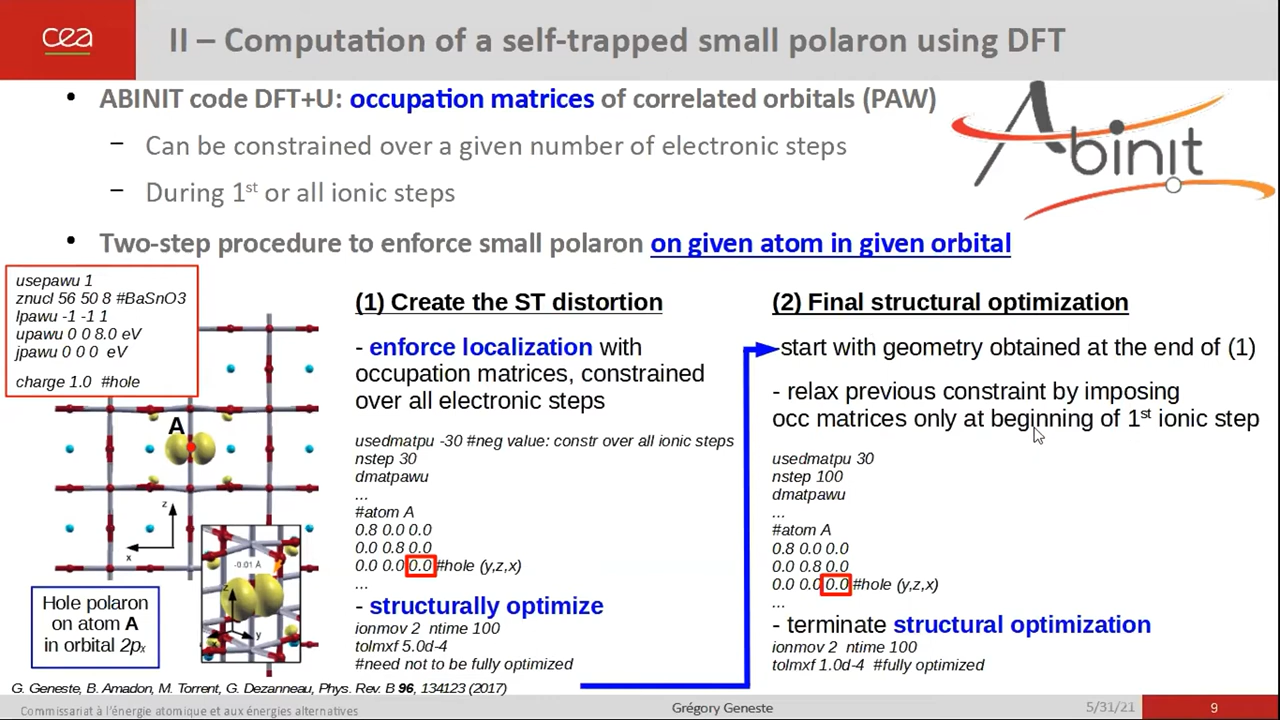 cea
II – Computation of a self-trapped small polaron using DFT
• ABINIT code DFT+U: occupation matrices of correlated orbitals (PAW)
– Can be constrained over a given number of electronic steps
– During 1st or all ionic steps
Abinit
• Two-step procedure to enforce small polaron on given atom in given orbital
usepawu 1
znucl 56 50 8 #BaSnO3
lpawu -1 -1 1
upawu 0 0 8.0 eV
jpawu 0 0 0 eV
charge 1.0 #hole
A
z
x
-0.01 Å
z
y
Hole polaron
on atom A
in orbital 2px
(1) Create the ST distortion
- enforce localization with
occupation matrices, constrained
over all electronic steps
usedmatpu -30 #neg value: constr over all ionic steps
nstep 30
dmatpawu
...
#atom A
0.8 0.0 0.0
0.0 0.8 0.0
0.0 0.0 0.0 #hole (y,z,x)
...
- structurally optimize
ionmov 2 ntime 100
tolmxf 5.0d-4
#need not to be fully optimized
(2) Final structural optimization
start with geometry obtained at the end of (1)
- relax previous constraint by imposing
occ matrices only at beginning of 1st ionic step
usedmatpu 30
nstep 100
dmatpawu
...
#atom A
0.8 0.0 0.0
0.0 0.8 0.0
0.0 0.0 0.0 #hole (y,z,x)
...
- terminate structural optimization
ionmov 2 ntime 100
tolmxf 1.0d-4 #fully optimized
G. Geneste, B. Amadon, M. Torrent, G. Dezanneau, Phys. Rev. B 96, 134123 (2017)
Commissariat à l'énergie atomique et aux énergies alternatives
Grégory Geneste
5/31/21
9